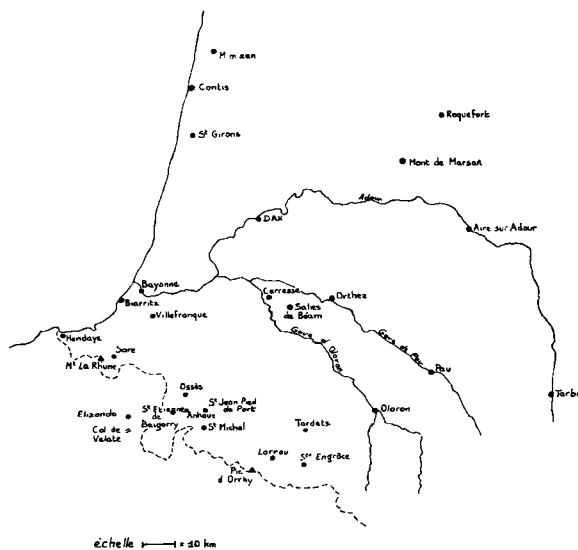 Mimizan
Contis
St Girons
Roquefort
Mont de Marsan
DAX
Adour
Aire sur Adour
Bayonne
Biarritz
Villefranque
Carresse
Salies
de Béarn
Orthez
Hendaye
Sare
Mt La Rhune
Gave d'Oloron
Gave de Pau
Pau
Tarbes
Ossès
Elizondo
St Etienne
de
Baigorry
Anhaux
St Jean Pied
de Port
St Michel
Col de
Velate
Oloron
Tardets
Larrau
Ste Engrâce
Pic
d'Orrhy
échelle = 10 km